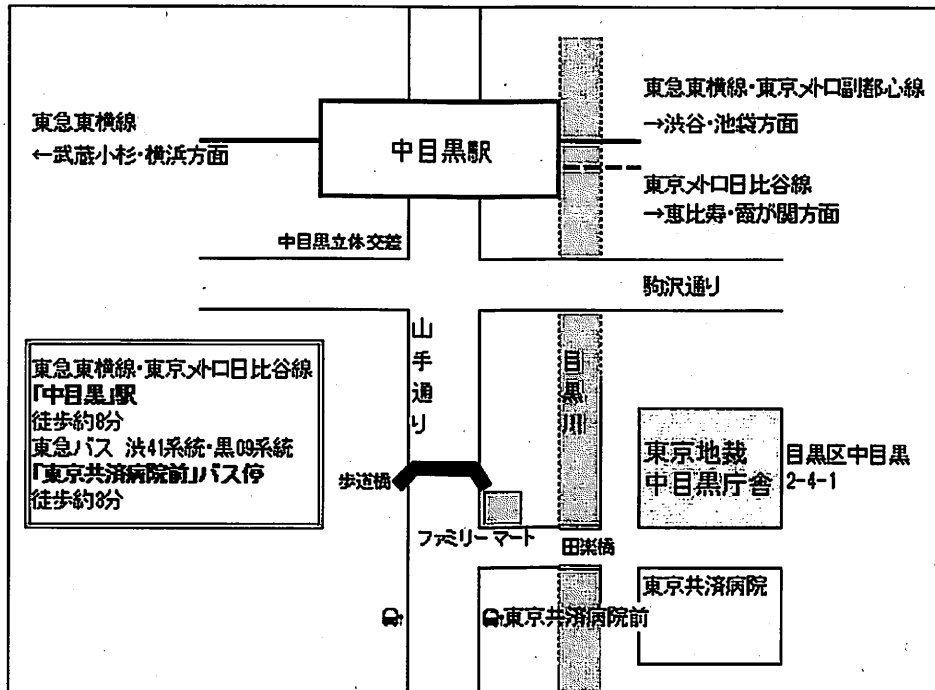 東急東横線
←武蔵小杉・横浜方面
中目黒駅
東急東横線・東京メトロ副都心線
→渋谷・池袋方面
東京メトロ日比谷線
→恵比寿・霞が関方面
中目黒立体交差
駒沢通り
山手通り
目黒川
東急東横線・東京メトロ日比谷線
「中目黒」駅
徒歩約8分
東急バス 渋41系統・黒09系統
「東京共済病院前」バス停
徒歩約8分
歩道橋
ファミリーマート
田楽橋
東京地裁
中目黒庁舎
目黒区中目黒
2-4-1
東京共済病院
東京共済病院前